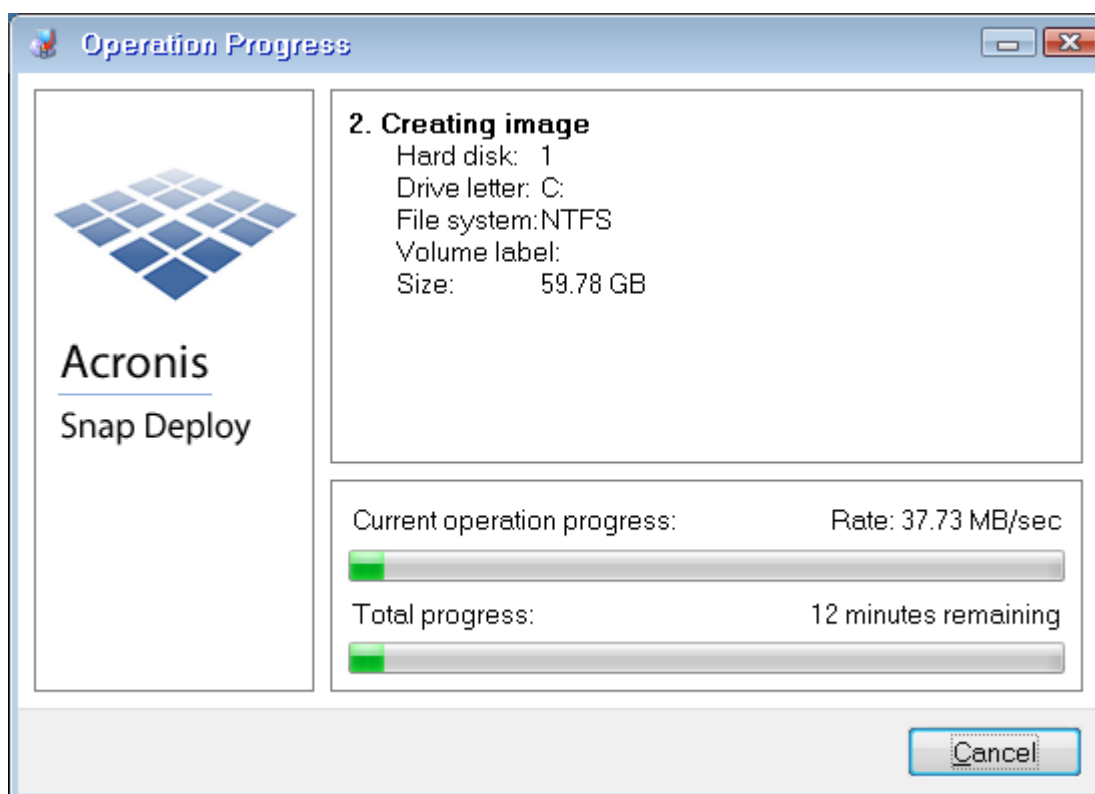 Operation Progress
Acronis
Snap Deploy
2. Creating image
Hard disk: 1
Drive letter: C:
File system:NTFS
Volume label:
Size: 59.78 GB
Current operation progress: Rate: 37.73 MB/sec
Total progress: 12 minutes remaining
Cancel